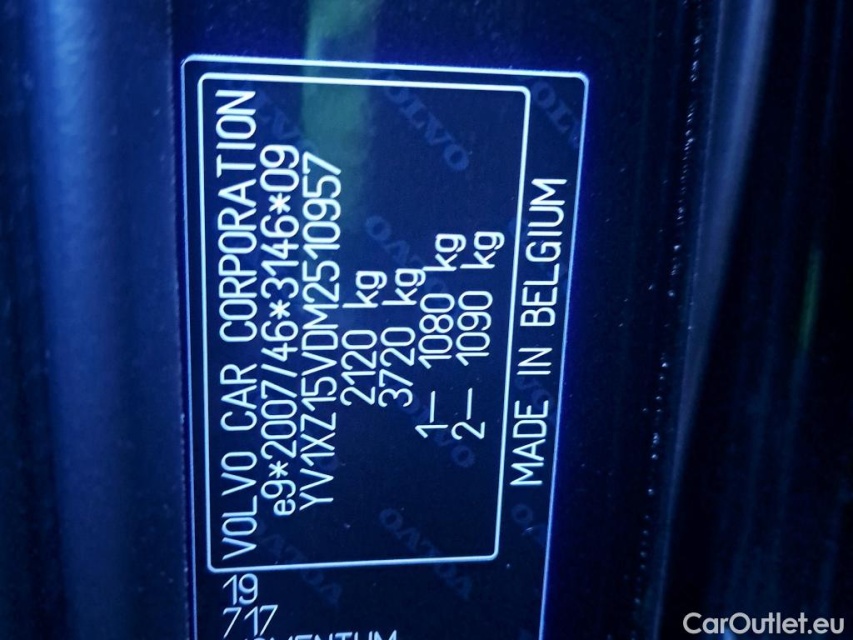 VOLVO CAR CORPORATION
e9*2007/46*3146*09
YV1XZ15VDM2510957
2120 kg
3720 kg
1— 1080 kg
2— 1090 kg
MADE IN BELGIUM
19
717
VOLVO
CarOutlet.eu